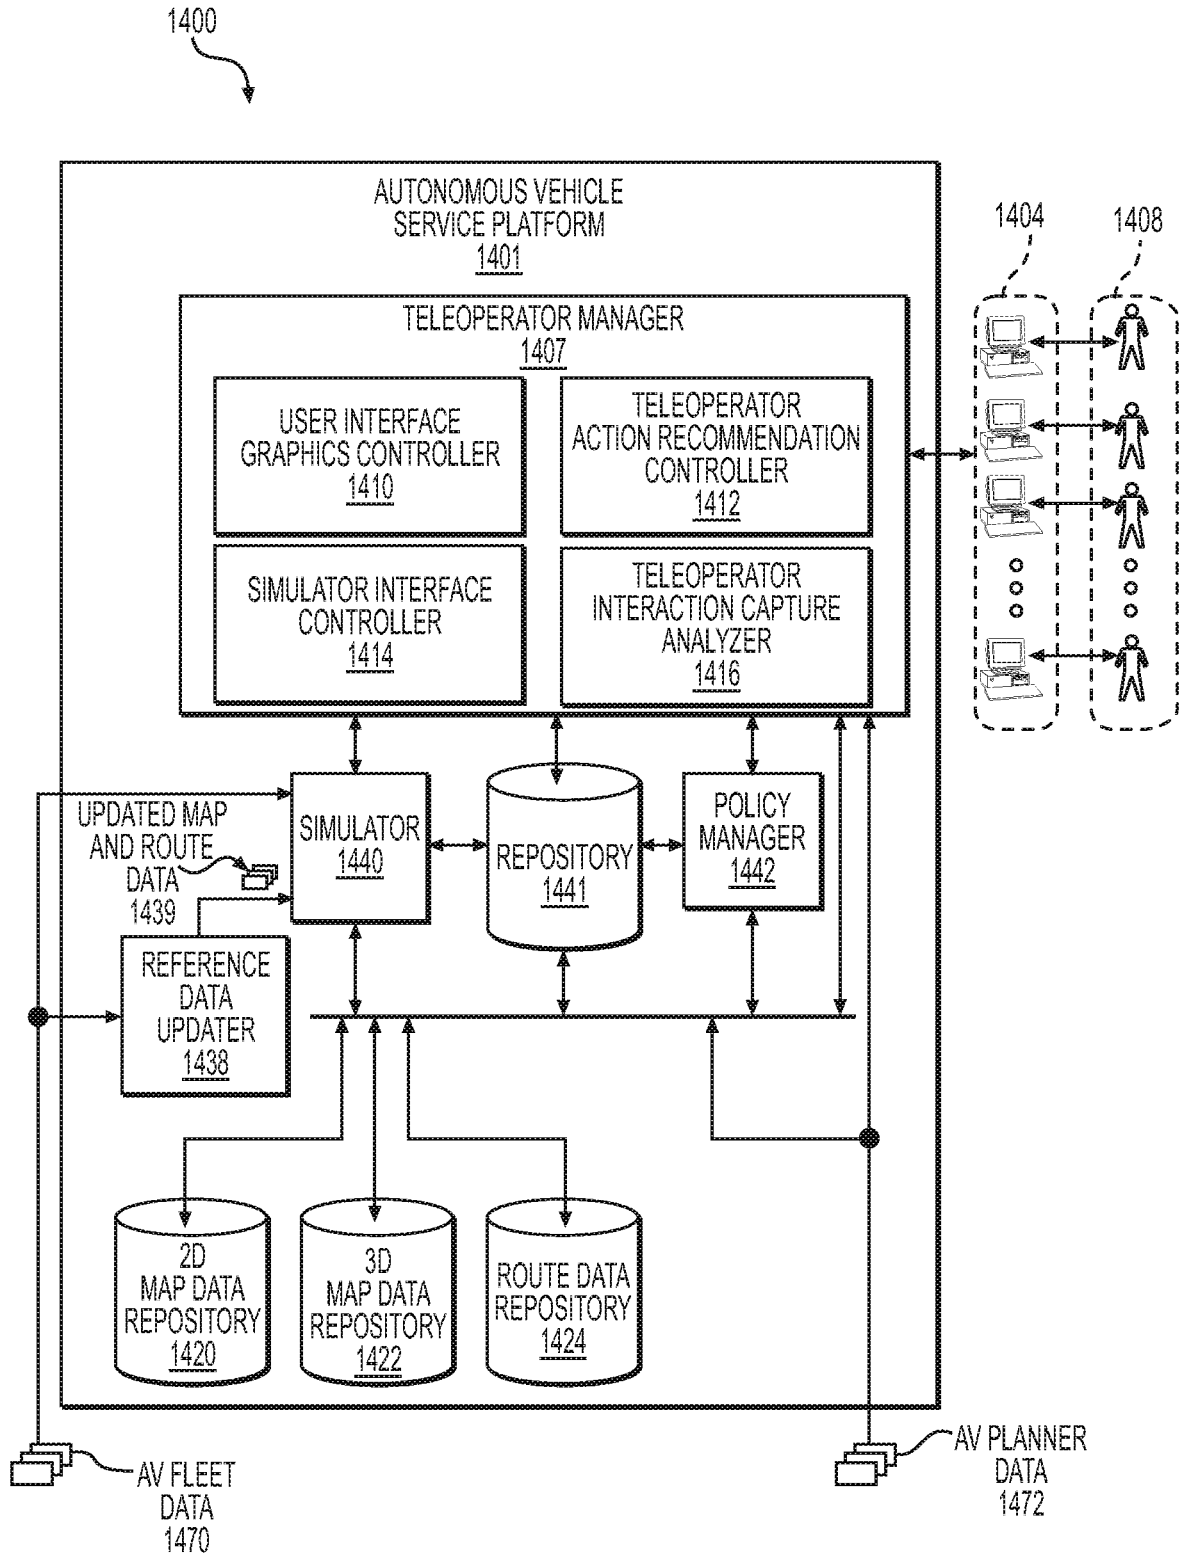 1400
AUTONOMOUS VEHICLE
SERVICE PLATFORM
1401
1404
1408
TELEOPERATOR MANAGER
1407
USER INTERFACE
GRAPHICS CONTROLLER
1410
TELEOPERATOR
ACTION RECOMMENDATION
CONTROLLER
1412
SIMULATOR INTERFACE
CONTROLLER
1414
TELEOPERATOR
INTERACTION CAPTURE
ANALYZER
1416
UPDATED MAP
AND ROUTE
DATA
1439
SIMULATOR
1440
REPOSITORY
1441
POLICY
MANAGER
1442
REFERENCE
DATA
UPDATER
1438
2D
MAP DATA
REPOSITORY
1420
3D
MAP DATA
REPOSITORY
1422
ROUTE DATA
REPOSITORY
1424
AV FLEET
DATA
1470
AV PLANNER
DATA
1472